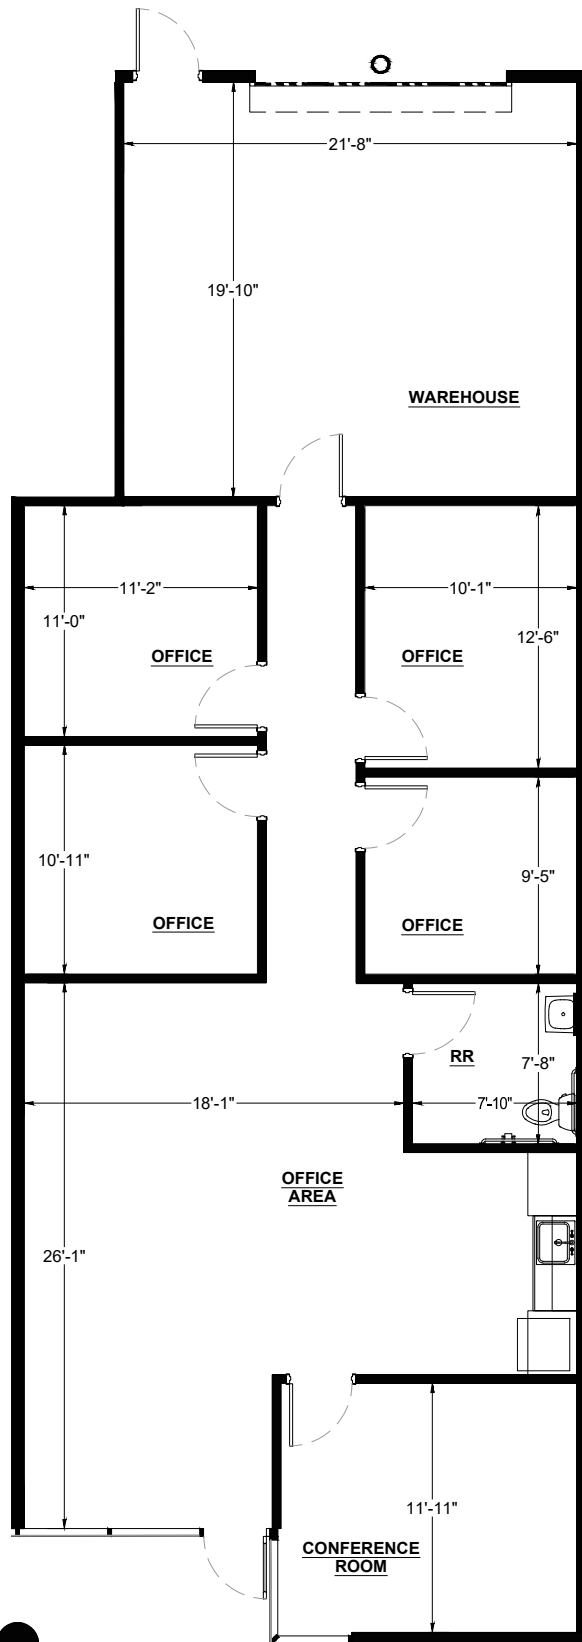 21'-8"
19'-10"
WAREHOUSE
11'-2"
10'-1"
11'-0"
12'-6"
OFFICE
OFFICE
10'-11"
9'-5"
OFFICE
OFFICE
RR
7'-8"
18'-1"
7'-10"
OFFICE
AREA
26'-1"
11'-11"
CONFERENCE
ROOM